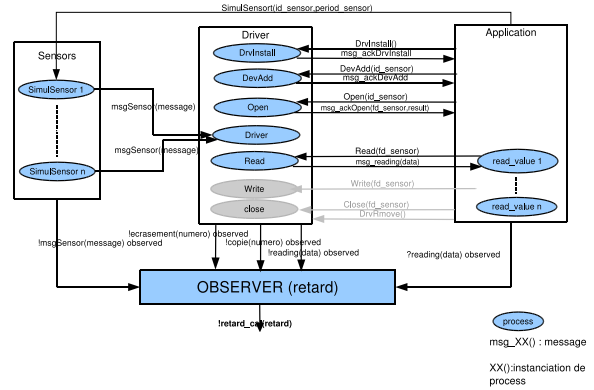 SimulSensort(id_sensor,period_sensor)
Sensors
Driver
Application
SimulSensor 1
SimulSensor n
msgSensor(message)
msgSensor(message)
DrvInstall
DevAdd
Open
Driver
Read
Write
close
DrvInstall()
msg_ackDrvInstall
DevAdd(id_sensor)
msg_ackDevAdd
Open(id_sensor)
msg_ackOpen(fd_sensor,result)
Read(fd_sensor)
msg_reading(data)
Write(fd_sensor)
Close(fd_sensor)
DrvRmove()
read_value 1
read_value n
!msgSensor(message) observed
!ecrasement(numero) observed
!copie(numero) observed
!reading(data) observed
?reading(data) observed
OBSERVER (retard)
!retard_cal(retard)
process
msg_XX() : message
XX():instanciation de
process